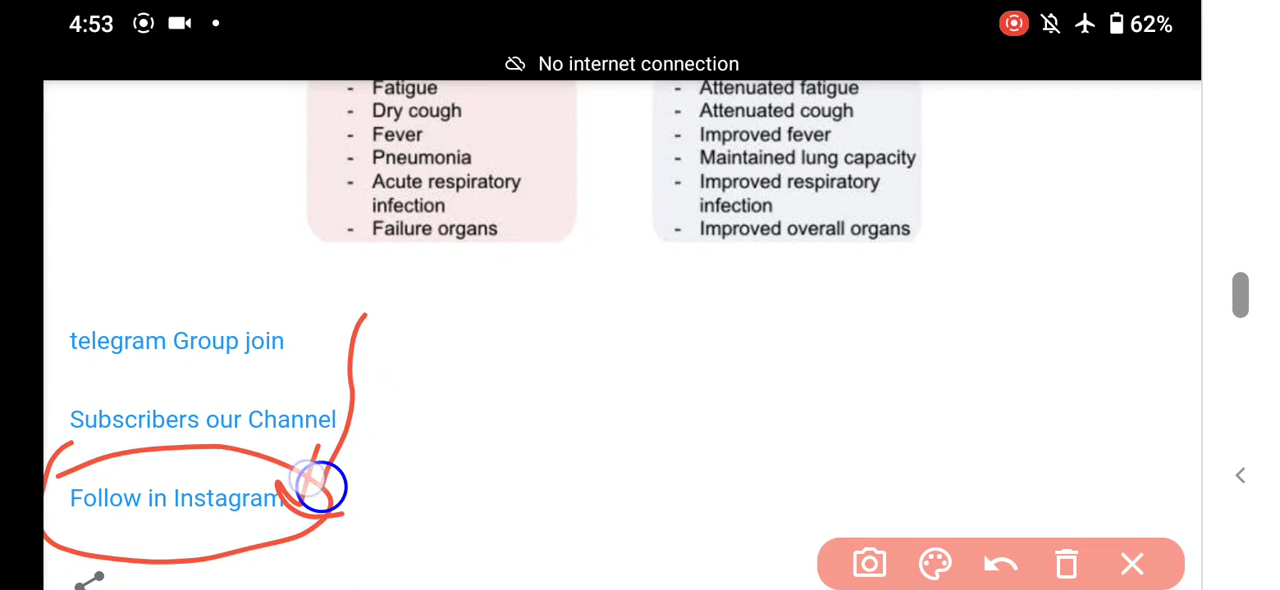 4:53
62%
No internet connection
- Fatigue
- Dry cough
- Fever
- Pneumonia
- Acute respiratory
infection
- Failure organs
- Attenuated fatigue
- Attenuated cough
- Improved fever
- Maintained lung capacity
- Improved respiratory
infection
- Improved overall organs
telegram Group join
Subscribers our Channel
Follow in Instagram